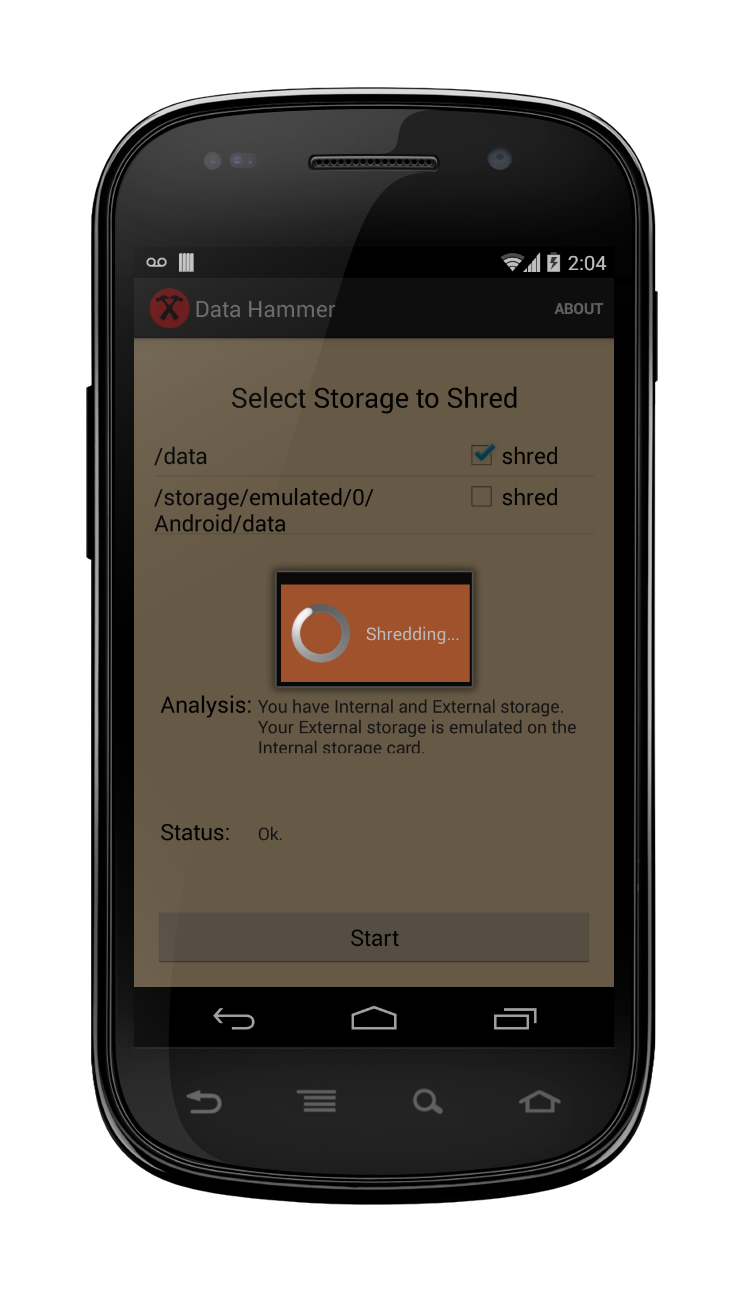 2:04
Data Hammer
ABOUT
Select Storage to Shred
/data
shred
/storage/emulated/0/
Android/data
shred
Shredding...
Analysis:
You have Internal and External storage.
Your External storage is emulated on the
Internal storage card.
Status:
Ok.
Start